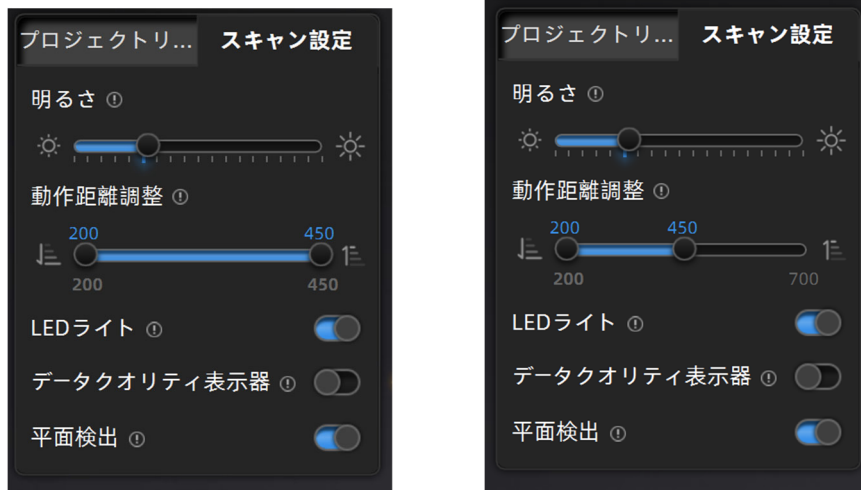 プロジェクトリ... スキャン設定
明るさ
動作距離調整
200 450
200 450
LEDライト
データクオリティ表示器
平面検出
プロジェクトリ... スキャン設定
明るさ
動作距離調整
200 450
200 700
LEDライト
データクオリティ表示器
平面検出